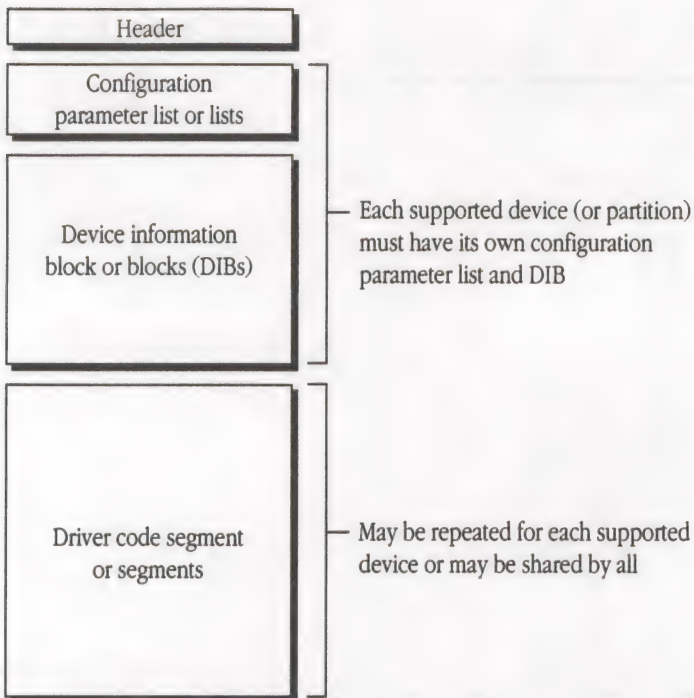 Header
Configuration
parameter list or lists
Device information
block or blocks (DIBs)
Each supported device (or partition)
must have its own configuration
parameter list and DIB
Driver code segment
or segments
May be repeated for each supported
device or may be shared by all